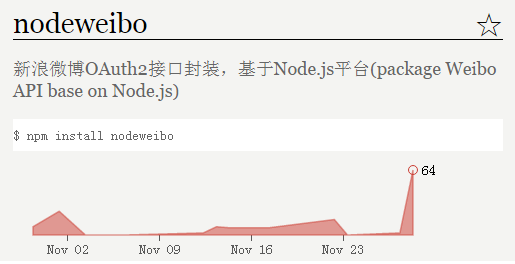 nodeweibo
新浪微博OAuth2接口封装，基于Node.js平台(package Weibo
API base on Node.js)
$ npm install nodeweibo
64
Nov 02 Nov 09 Nov 16 Nov 23